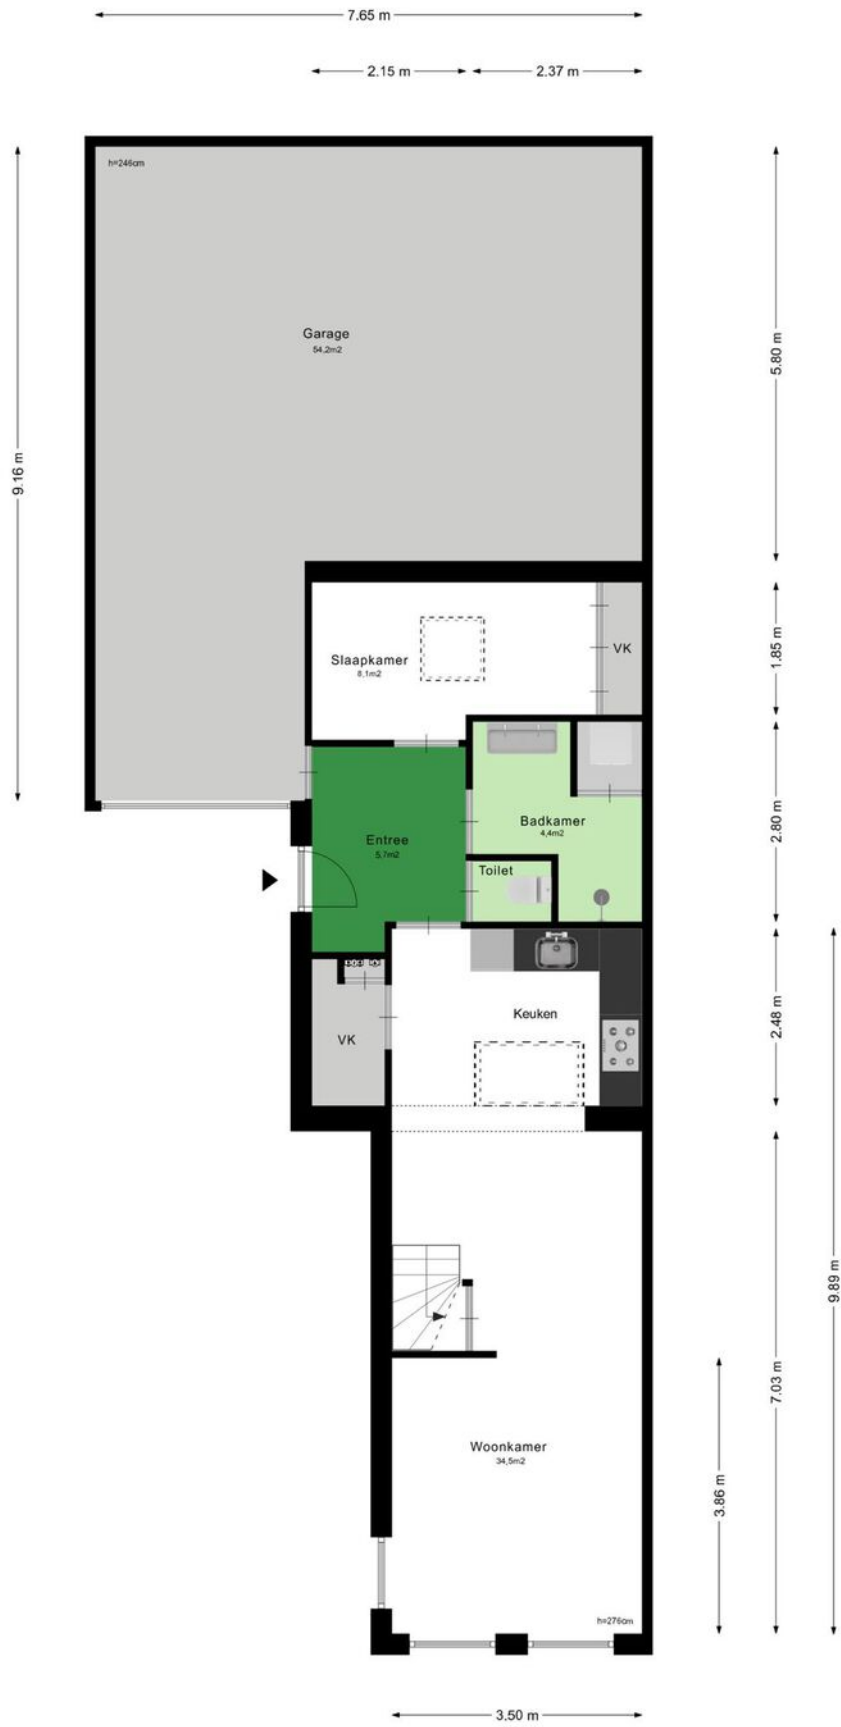 7.65 m
2.15 m
2.37 m
h=246cm
Garage
54,2m2
5.80 m
9.16 m
Slaapkamer
8,1m2
VK
1.85 m
Entree
5,7m2
Badkamer
4,4m2
2.80 m
Toilet
Keuken
VK
2.48 m
9.89 m
7.03 m
Woonkamer
34,5m2
3.86 m
h=276cm
3.50 m